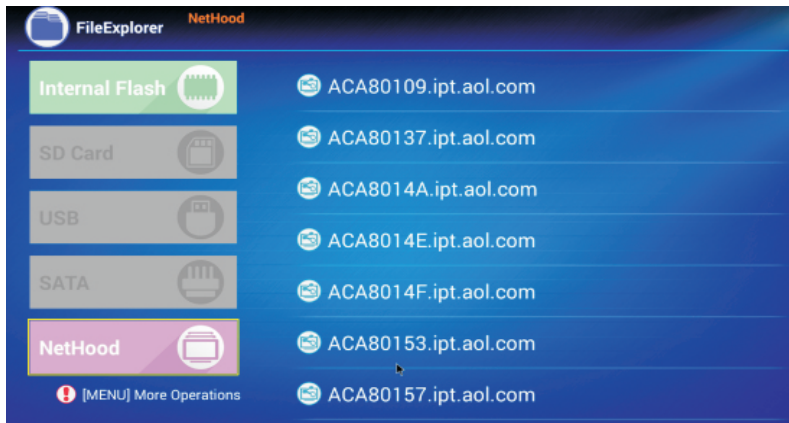 FileExplorer
NetHood
Internal Flash
SD Card
USB
SATA
NetHood
[MENU] More Operations
ACA80109.ipt.aol.com
ACA80137.ipt.aol.com
ACA8014A.ipt.aol.com
ACA8014E.ipt.aol.com
ACA8014F.ipt.aol.com
ACA80153.ipt.aol.com
ACA80157.ipt.aol.com